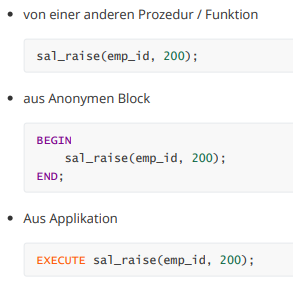 von einer anderen Prozedur / Funktion
sal_raise(emp_id, 200);
aus Anonymen Block
BEGIN
sal_raise(emp_id, 200);
END;
Aus Applikation
EXECUTE sal_raise(emp_id, 200);